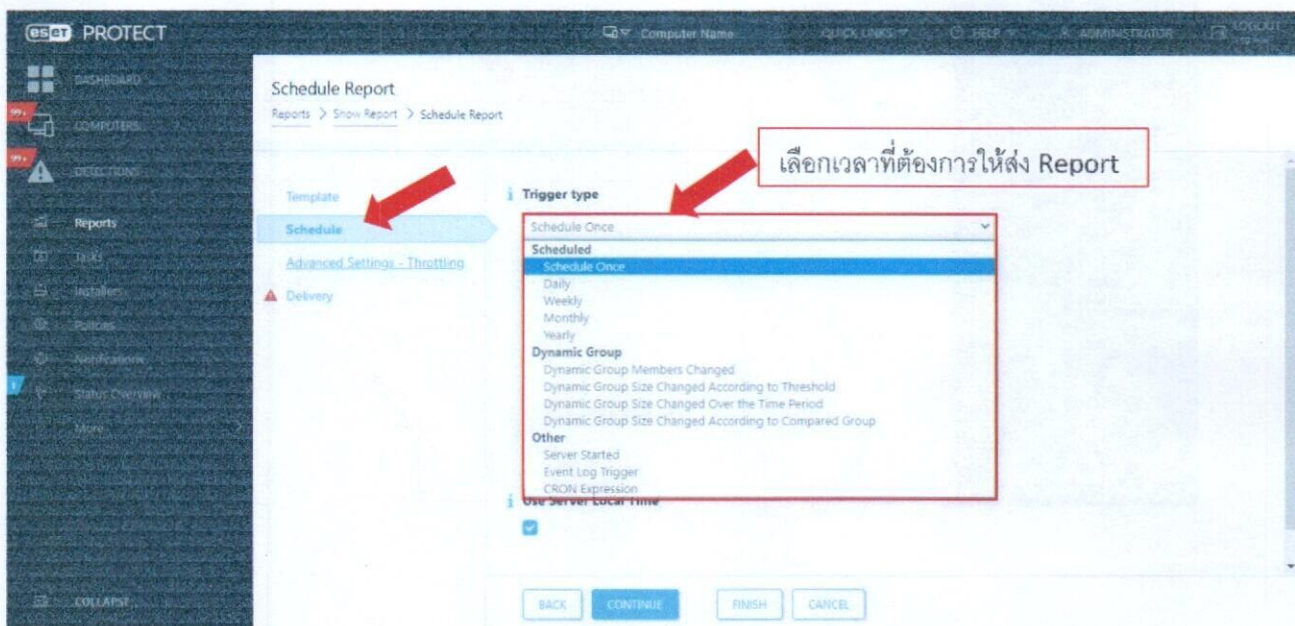 eset PROTECT
Computer Name
QUICK LINKS
HELP
ADMINISTRATOR
LOGOUT
DASHBOARD
99+
COMPUTERS
99+
DETECTIONS
Reports
Tasks
Installers
Policies
Notifications
1
Status Overview
More
COLLAPSE
Schedule Report
Reports > Show Report > Schedule Report
เลือกเวลาที่ต้องการให้ส่ง Report
Template
Schedule
Advanced Settings - Throttling
Delivery
Trigger type
Schedule Once
Scheduled
Schedule Once
Daily
Weekly
Monthly
Yearly
Dynamic Group
Dynamic Group Members Changed
Dynamic Group Size Changed According to Threshold
Dynamic Group Size Changed Over the Time Period
Dynamic Group Size Changed According to Compared Group
Other
Server Started
Event Log Trigger
CRON Expression
Use Server Local Time
BACK
CONTINUE
FINISH
CANCEL